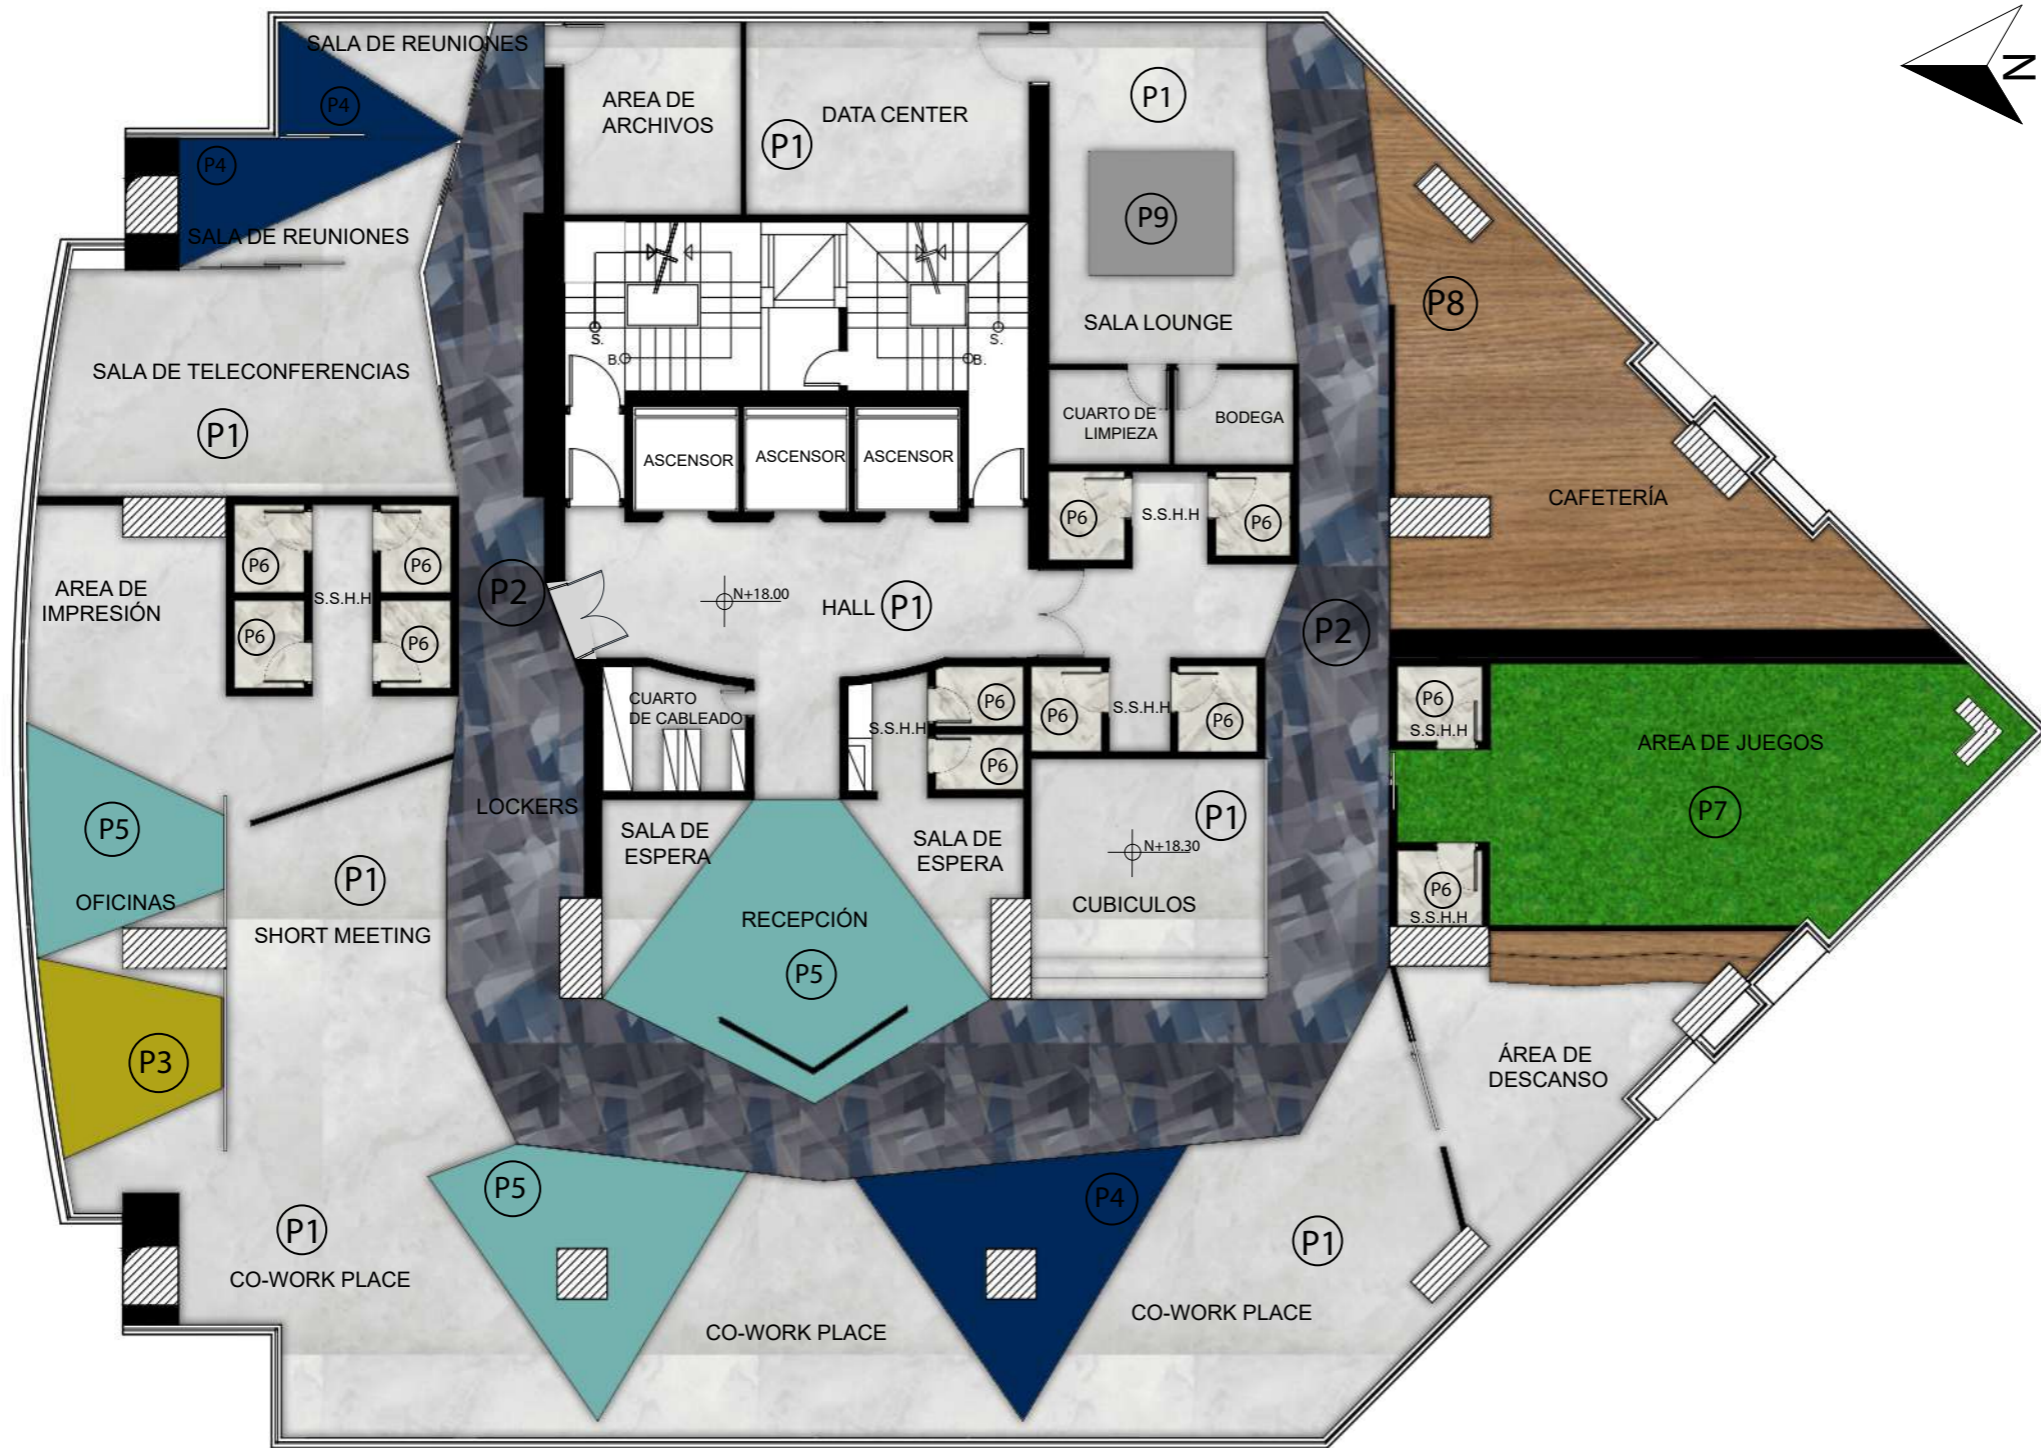 SALA DE REUNIONES
P4
P4
SALA DE REUNIONES
AREA DE
ARCHIVOS
DATA CENTER
P1
P1
P9
SALA LOUNGE
N
P8
CAFETERÍA
SALA DE TELECONFERENCIAS
P1
S.
B.
S.
B.
ASCENSOR
ASCENSOR
ASCENSOR
CUARTO DE
LIMPIEZA
BODEGA
P6
S.S.H.H
P6
AREA DE
IMPRESIÓN
P6
P6
S.S.H.H
P6
P6
P2
N+18.00
HALL
P1
P2
CUARTO
DE CABLEADO
S.S.H.H
P6
P6
P6
S.S.H.H
P6
P6
S.S.H.H
AREA DE JUEGOS
P7
P6
S.S.H.H
P5
OFICINAS
P1
SHORT MEETING
LOCKERS
SALA DE
ESPERA
SALA DE
ESPERA
RECEPCIÓN
P5
P1
N+18.30
CUBICULOS
P3
ÁREA DE
DESCANSO
P5
P4
P1
CO-WORK PLACE
CO-WORK PLACE
P1
CO-WORK PLACE